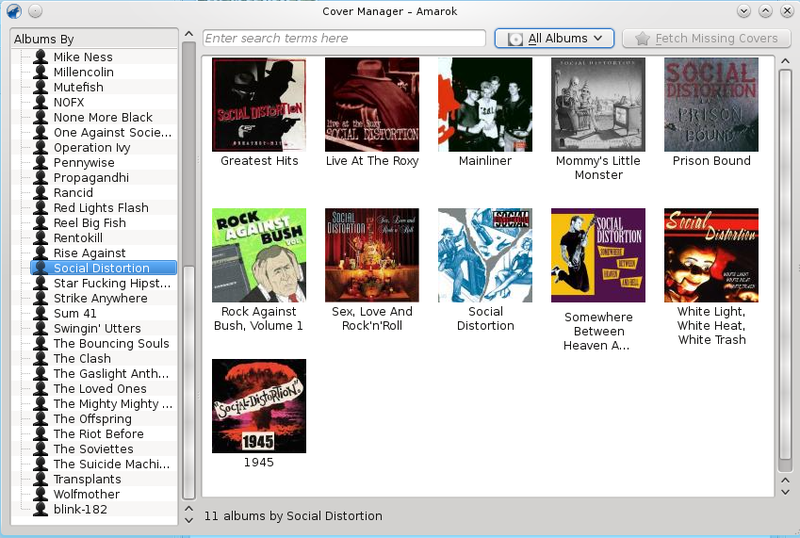 Cover Manager – Amarok
Albums By
Mike Ness
Millencolin
Mutefish
NOFX
None More Black
One Against Socie...
Operation Ivy
Pennywise
Propagandhi
Rancid
Red Lights Flash
Reel Big Fish
Rentokill
Rise Against
Social Distortion
Star Fucking Hipst...
Strike Anywhere
Sum 41
Swingin' Utters
The Bouncing Souls
The Clash
The Gaslight Anth...
The Loved Ones
The Mighty Mighty ...
The Offspring
The Riot Before
The Soviettes
The Suicide Machi...
Transplants
Wolfmother
blink-182
Enter search terms here
All Albums
Fetch Missing Covers
SOCIAL DISTORTION
GREATEST HITS
Greatest Hits
live at the Roxy
SOCIAL DISTORTION
Live At The Roxy
Mainliner
SOCIAL DISTORTION
Mommy's Little
Monster
SOCIAL
DISTORTION
PRISON
BOUND
Prison Bound
ROCK
AGAINST
BUSH
VOL.1
Rock Against
Bush, Volume 1
SOCIAL
DISTORTION
Sex, Love and
Rock'n'Roll
Sex, Love And
Rock'n'Roll
SOCIAL
Social
Distortion
SOCIAL
DISTORTION
SOMEWHERE
BETWEEN
HEAVEN
AND HELL
Somewhere
Between
Heaven A...
Social
Distortion
WHITE LIGHT
WHITE HEAT
WHITE TRASH
White Light,
White Heat,
White Trash
"SOCIAL-DISTORTION"
1945
1945
11 albums by Social Distortion